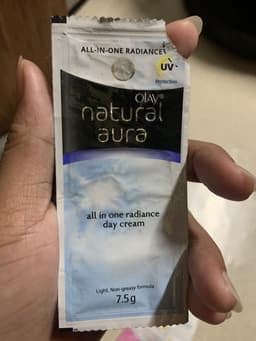 ALL-IN-ONE RADIANCE
UV
Protection
OLAY
natural
aura
all in one radiance
day cream
Light, Non-greasy formula
7.5g